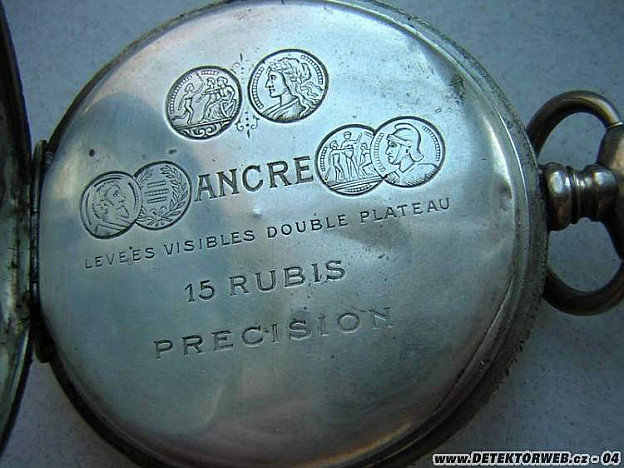 ANCRE
LEVEES VISIBLES DOUBLE PLATEAU
15 RUBIS
PRECISION
www.DETEKTORWEB.cz - 04